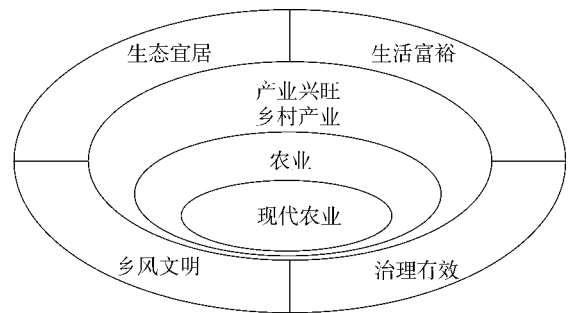 生态宜居
生活富裕
产业兴旺
乡村产业
农业
现代农业
乡风文明
治理有效